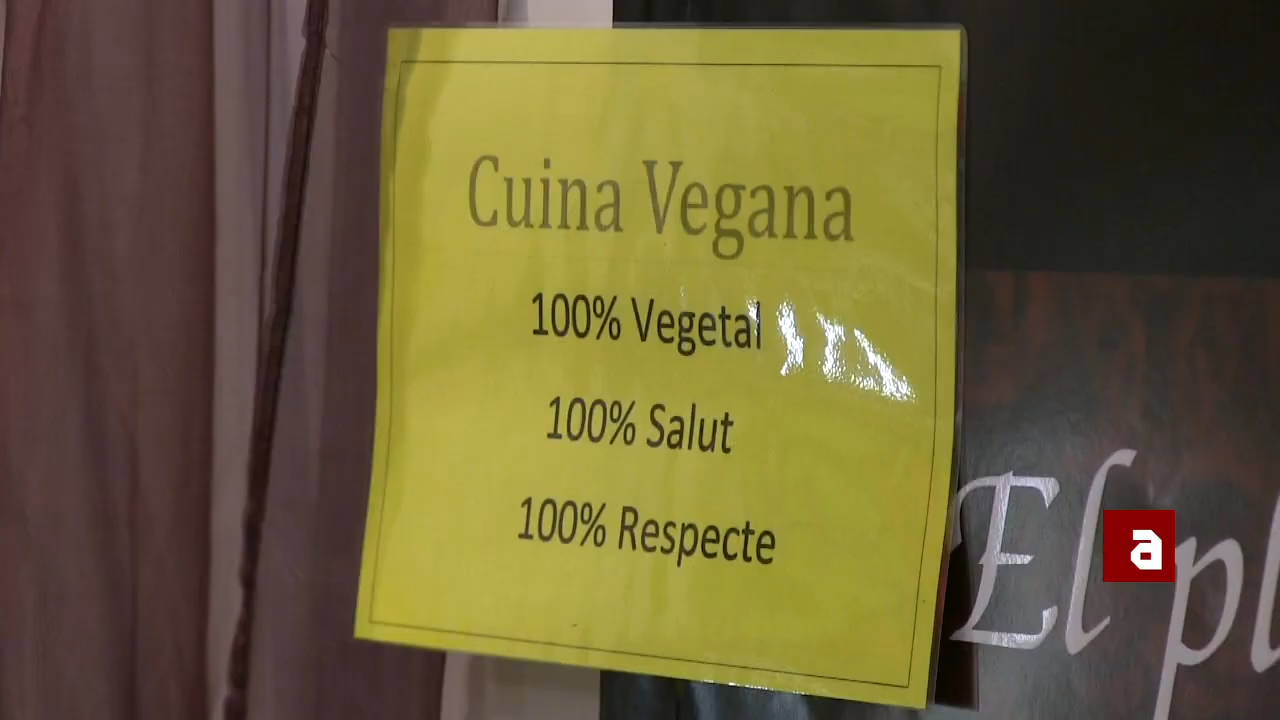 Cuina Vegana
100% Vegetal
100% Salut
100% Respecte
El pl
a